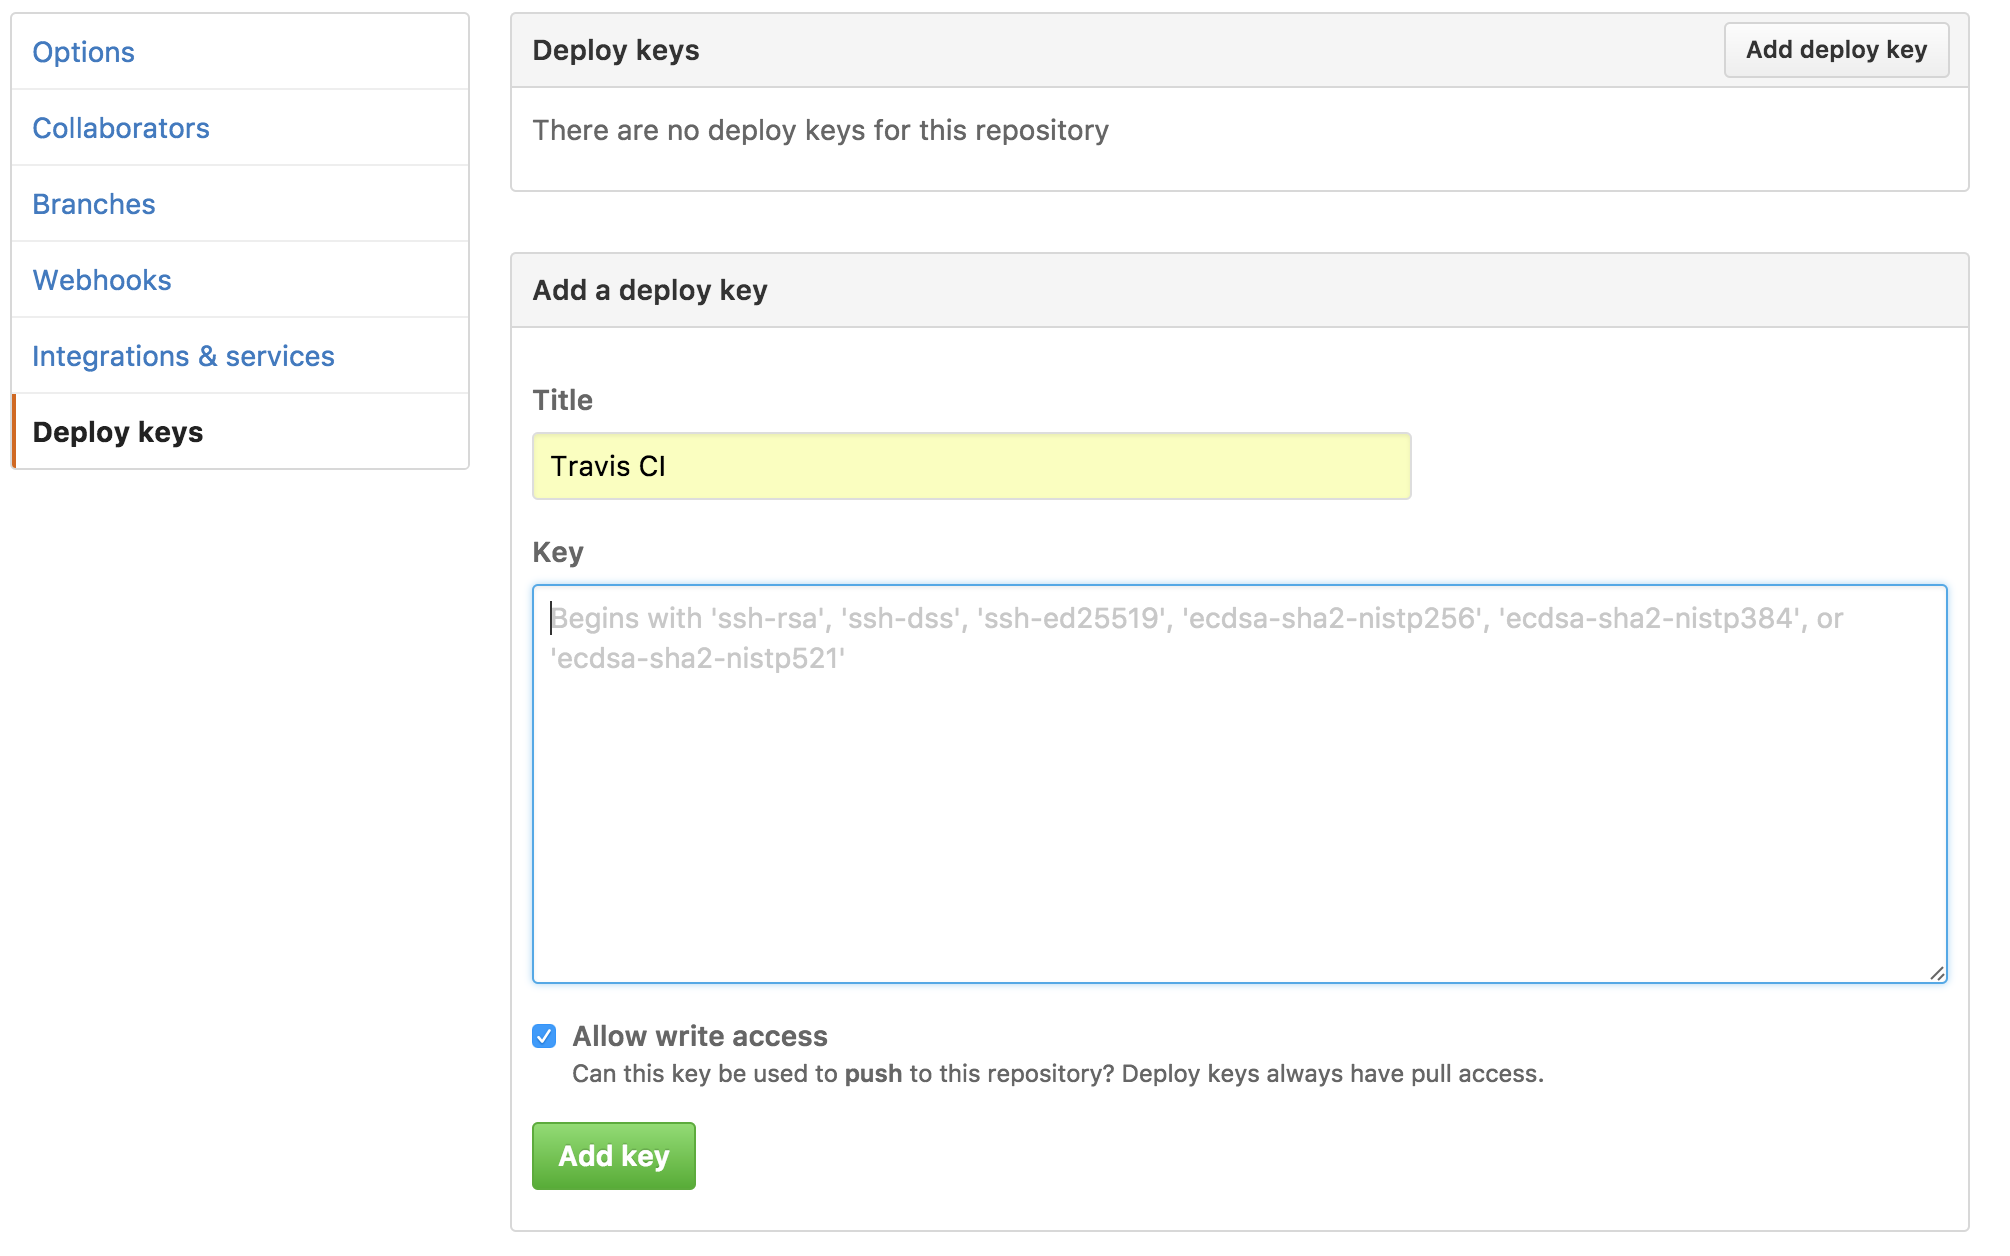 Options
Collaborators
Branches
Webhooks
Integrations & services
Deploy keys
Deploy keys
Add deploy key
There are no deploy keys for this repository
Add a deploy key
Title
Travis CI
Key
Begins with 'ssh-rsa', 'ssh-dss', 'ssh-ed25519', 'ecdsa-sha2-nistp256', 'ecdsa-sha2-nistp384', or
'ecdsa-sha2-nistp521'
Allow write access
Can this key be used to push to this repository? Deploy keys always have pull access.
Add key